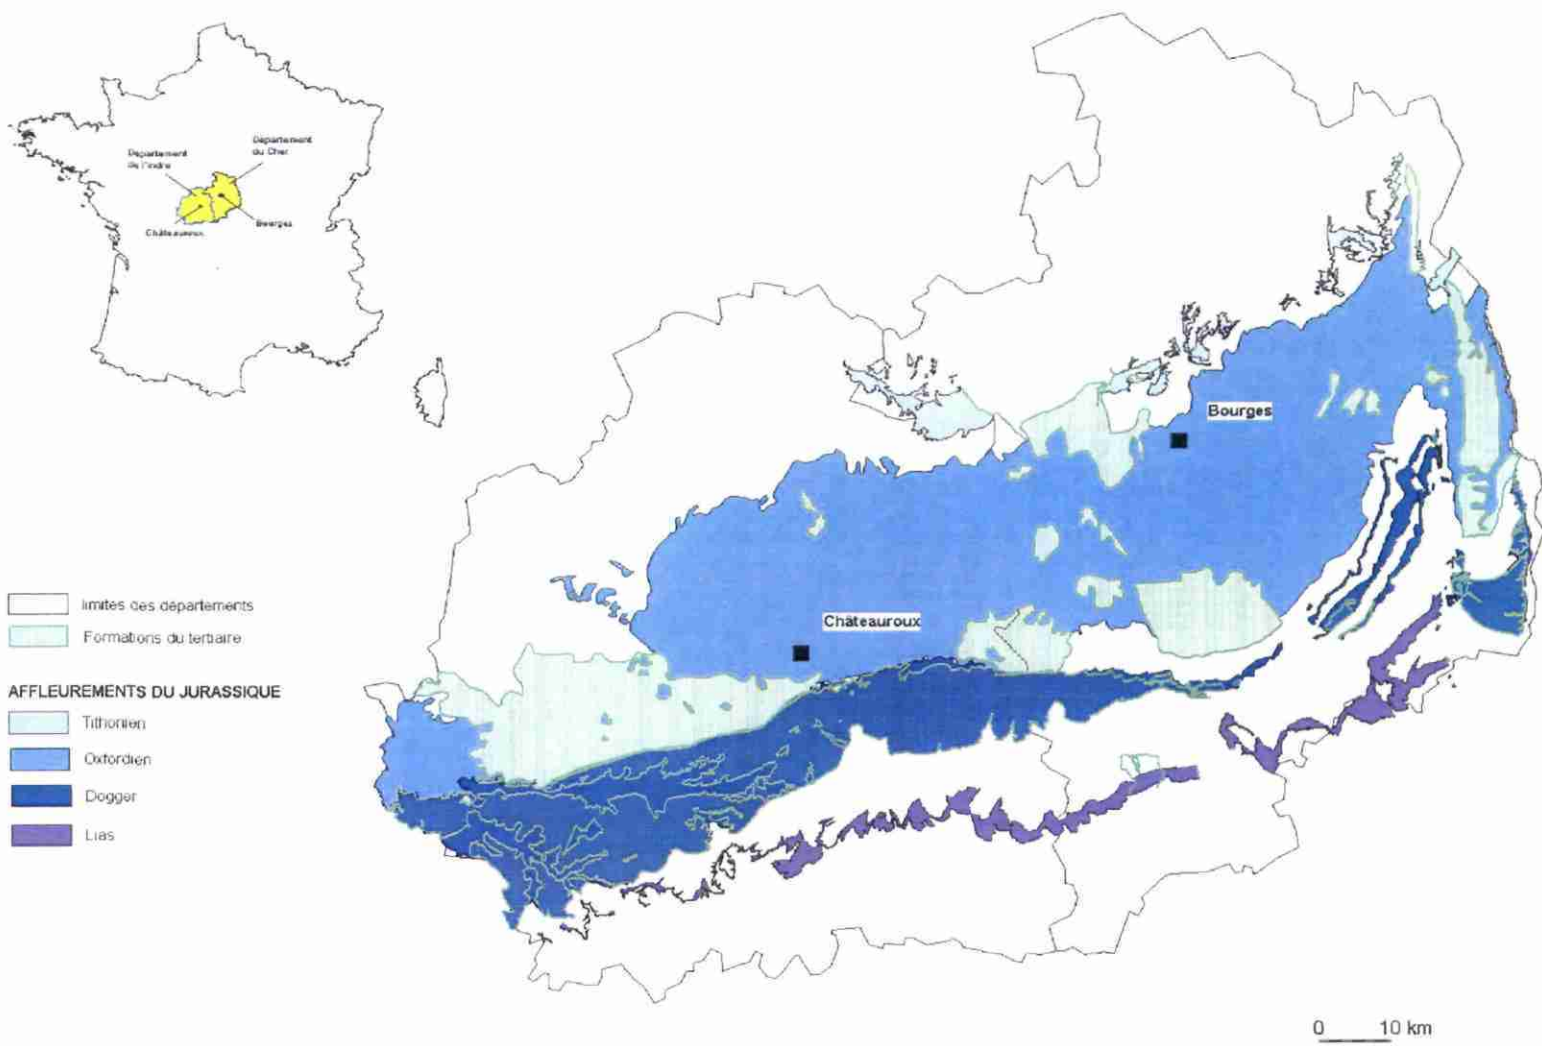 Département
du Cher
Département
de l'Indre
Châteauroux
Bourges
Bourges
Châteauroux
limites des départements
Formations du tertiaire
AFFLEUREMENTS DU JURASSIQUE
Tithonien
Oxfordien
Dogger
Lias
0 10 km